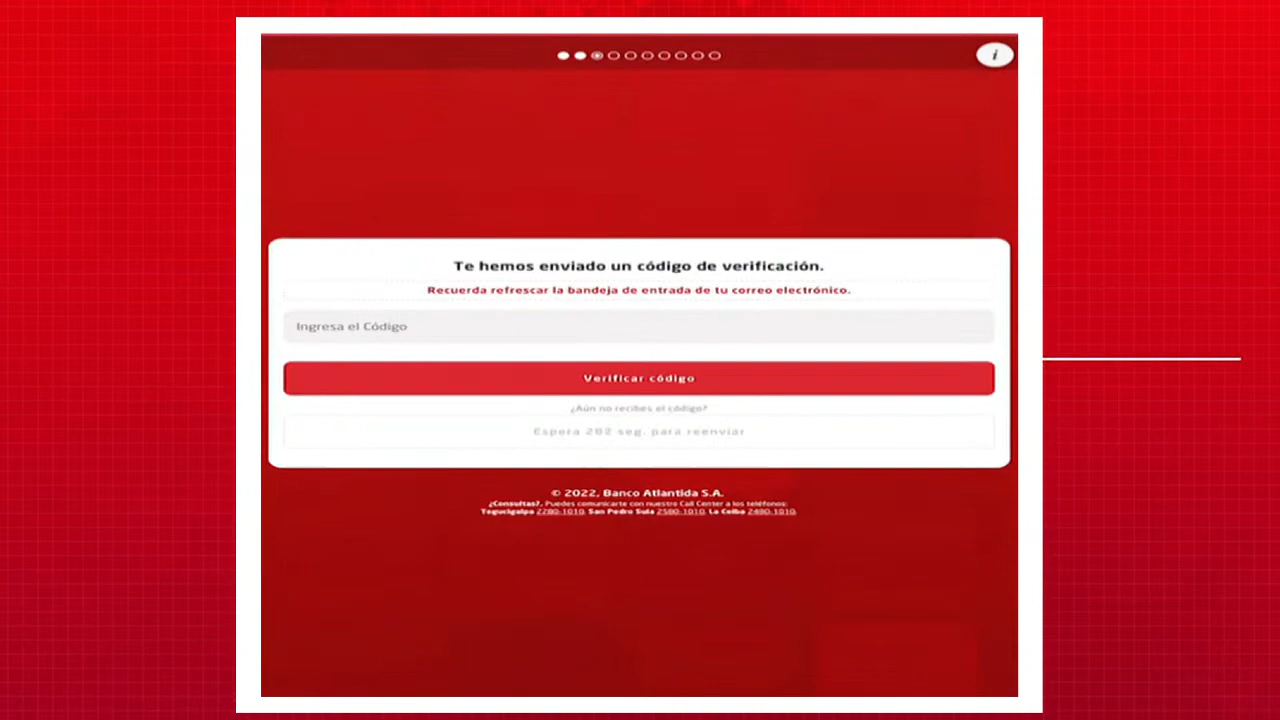 i
Te hemos enviado un código de verificación.
Recuerda refrescar la bandeja de entrada de tu correo electrónico.
Ingresa el Código
Verificar código
¿Aún no recibes el código?
Espera 282 seg. para reenviar
© 2022, Banco Atlantida S.A.
¿Consultas?, Puedes comunicarte con nuestro Call Center a los teléfonos:
Tegucigalpa 2280-1010, San Pedro Sula 2580-1010, La Ceiba 2480-1010.